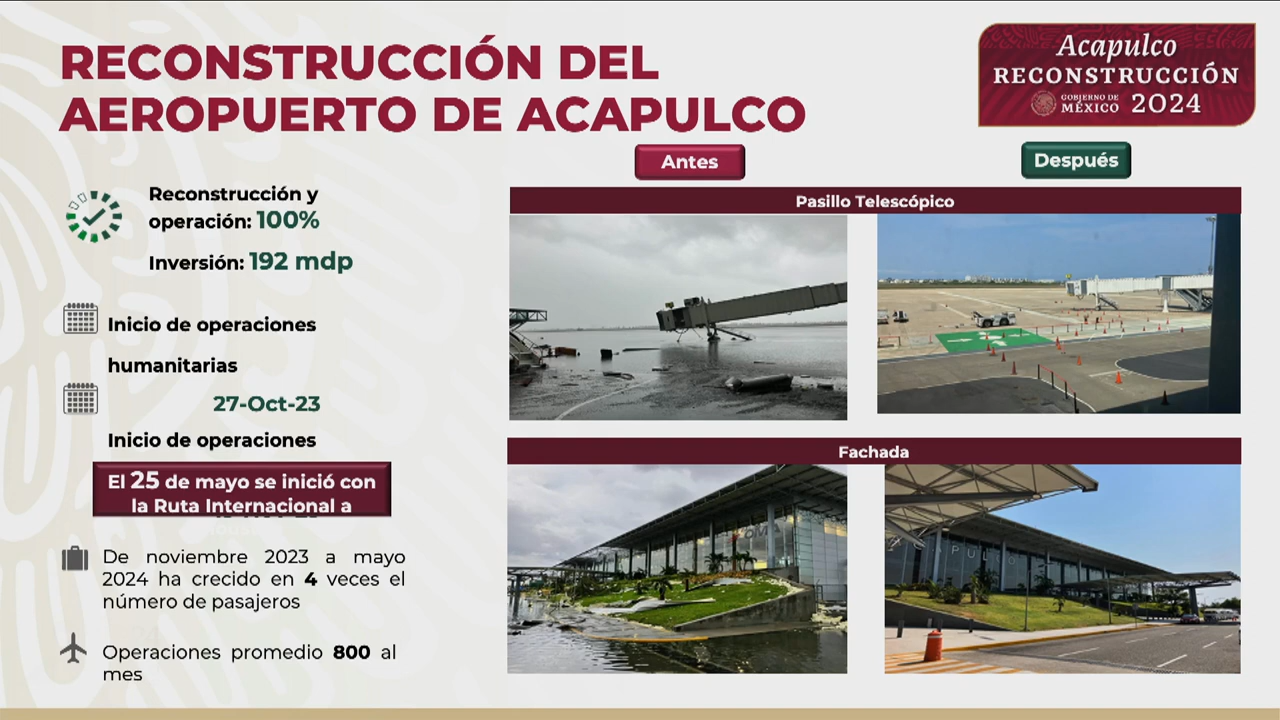 RECONSTRUCCIÓN DEL
AEROPUERTO DE ACAPULCO
Acapulco
RECONSTRUCCIÓN
GOBIERNO DE
MÉXICO
2024
Antes
Después
Reconstrucción y
operación: 100%
Inversión: 192 mdp
Inicio de operaciones
humanitarias
27-Oct-23
Inicio de operaciones
El 25 de mayo se inició con
la Ruta Internacional a
De noviembre 2023 a mayo
2024 ha crecido en 4 veces el
número de pasajeros
Operaciones promedio 800 al
mes
Pasillo Telescópico
Fachada